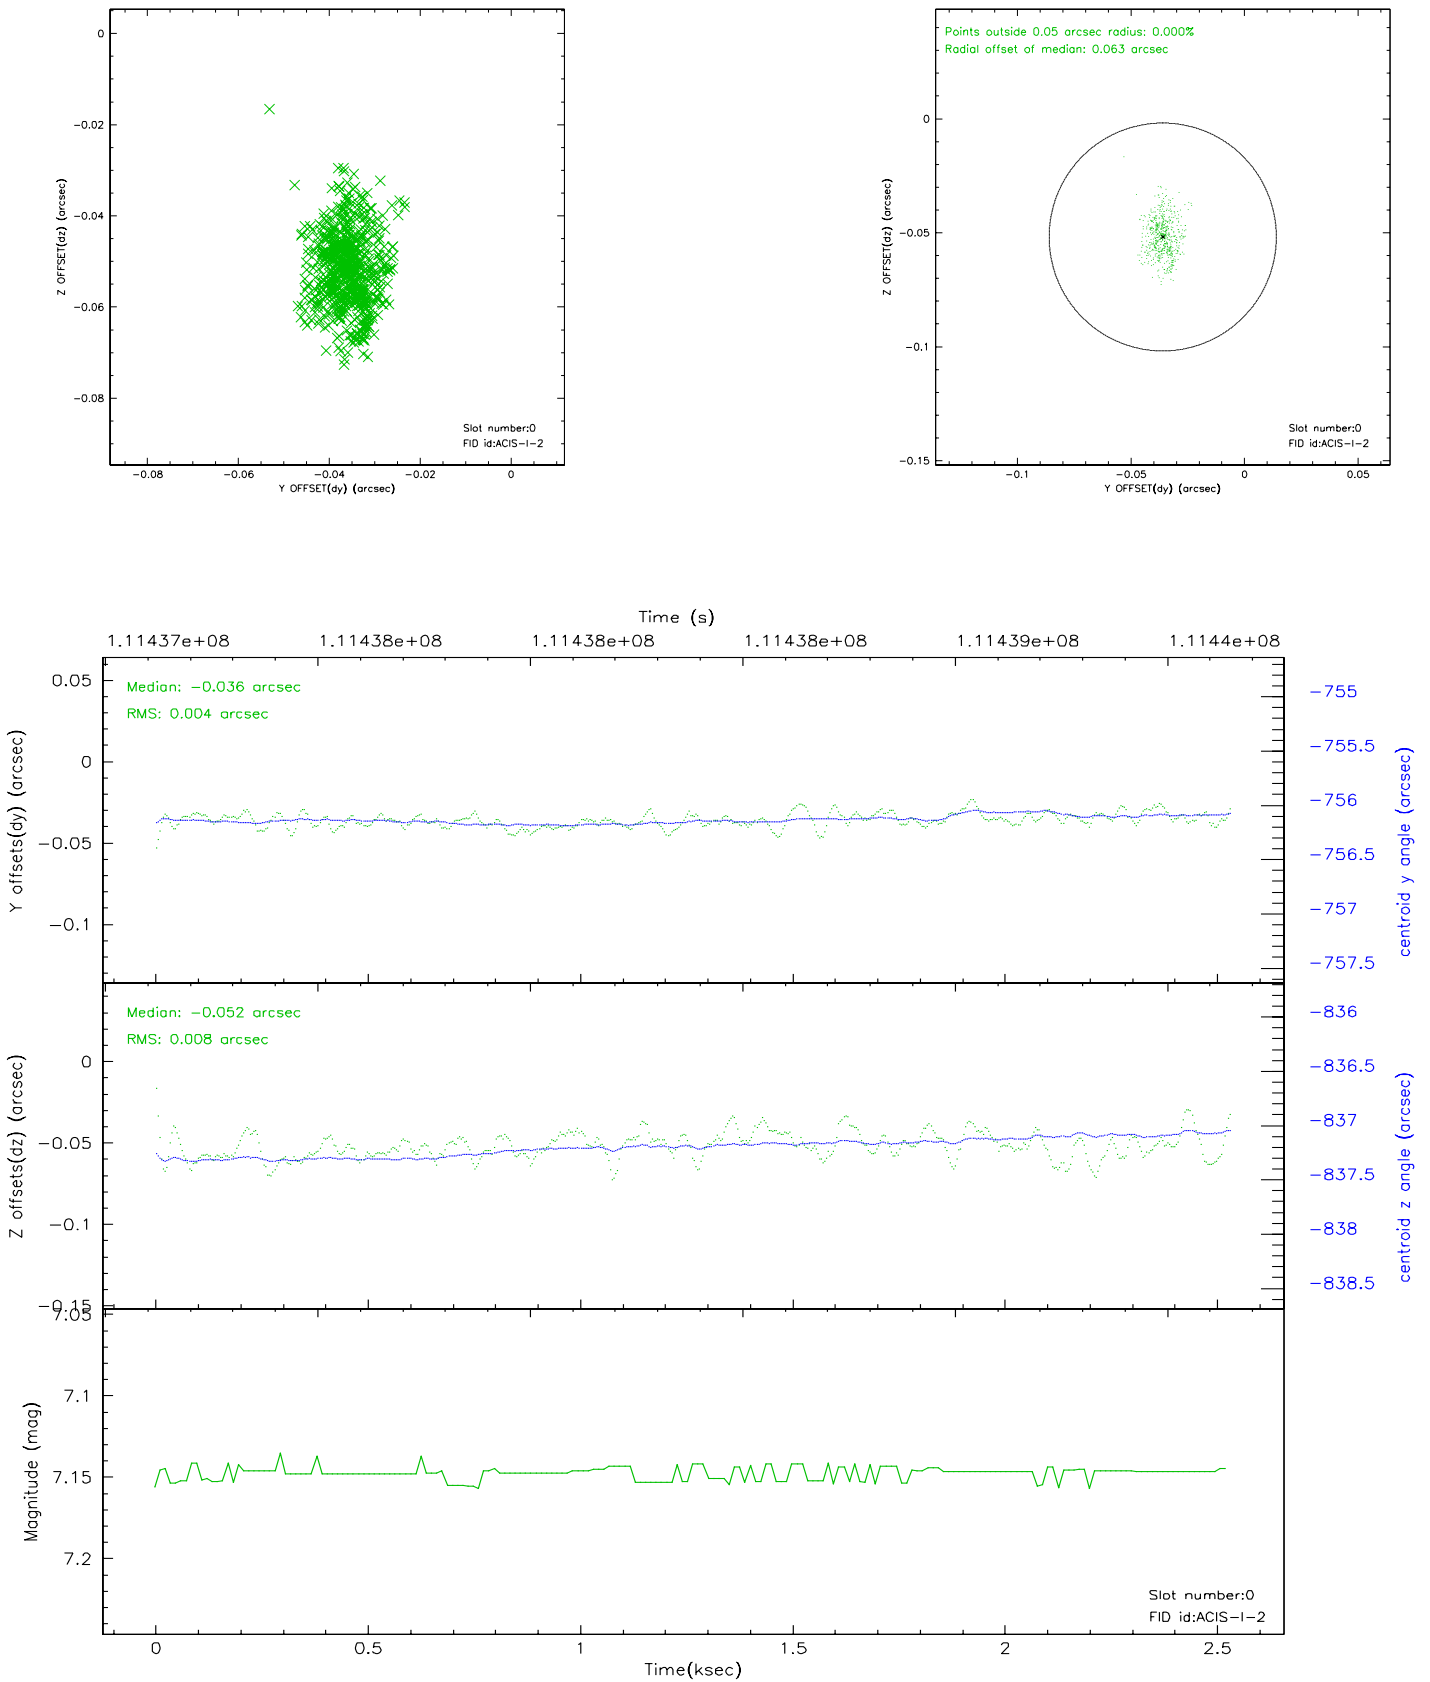 0
-0.02
-0.04
-0.06
-0.08
Z OFFSET(dz) (arcsec)
Slot number:0
FID id:ACIS-I-2
-0.08
-0.06
-0.04
-0.02
0
Y OFFSET(dy) (arcsec)
Points outside 0.05 arcsec radius: 0.000%
Radial offset of median: 0.063 arcsec
0
-0.05
-0.1
-0.15
Z OFFSET(dz) (arcsec)
Slot number:0
FID id:ACIS-I-2
-0.1
-0.05
0
0.05
Y OFFSET(dy) (arcsec)
Time (s)
1.11437e+08
1.11438e+08
1.11438e+08
1.11438e+08
1.11439e+08
1.1144e+08
Median: -0.036 arcsec
RMS: 0.004 arcsec
0.05
0
-0.05
-0.1
Y offsets(dy) (arcsec)
-755
-755.5
-756
-756.5
-757
-757.5
centroid y angle (arcsec)
Median: -0.052 arcsec
RMS: 0.008 arcsec
0
-0.05
-0.1
-0.15
Z offsets(dz) (arcsec)
-836
-836.5
-837
-837.5
-838
-838.5
centroid z angle (arcsec)
7.05
7.1
7.15
7.2
Magnitude (mag)
Slot number:0
FID id:ACIS-I-2
0
0.5
1
1.5
2
2.5
Time(ksec)